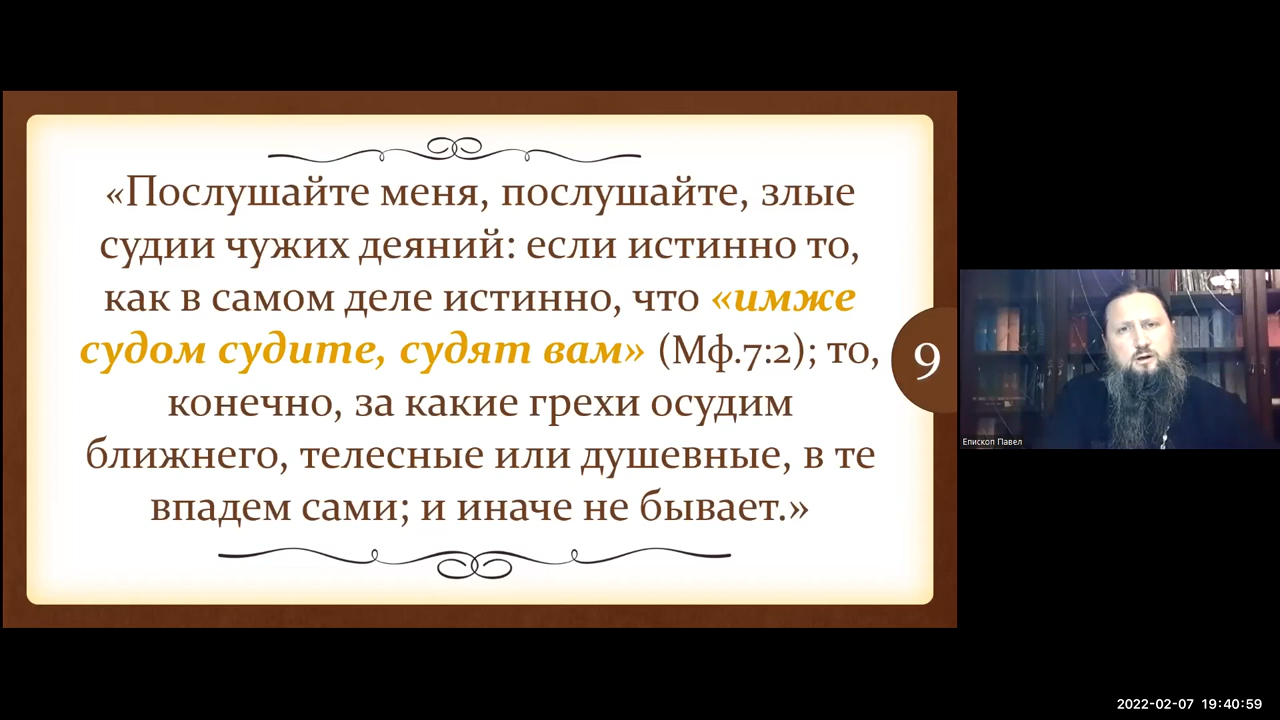 «Послушайте меня, послушайте, злые
судии чужих деяний: если истинно то,
как в самом деле истинно, что «имже
судом судите, судят вам» (Мф.7:2); то,
конечно, за какие грехи осудим
ближнего, телесные или душевные, в те
впадем сами; и иначе не бывает.»
9
Епископ Павел
2022-02-07 19:40:59